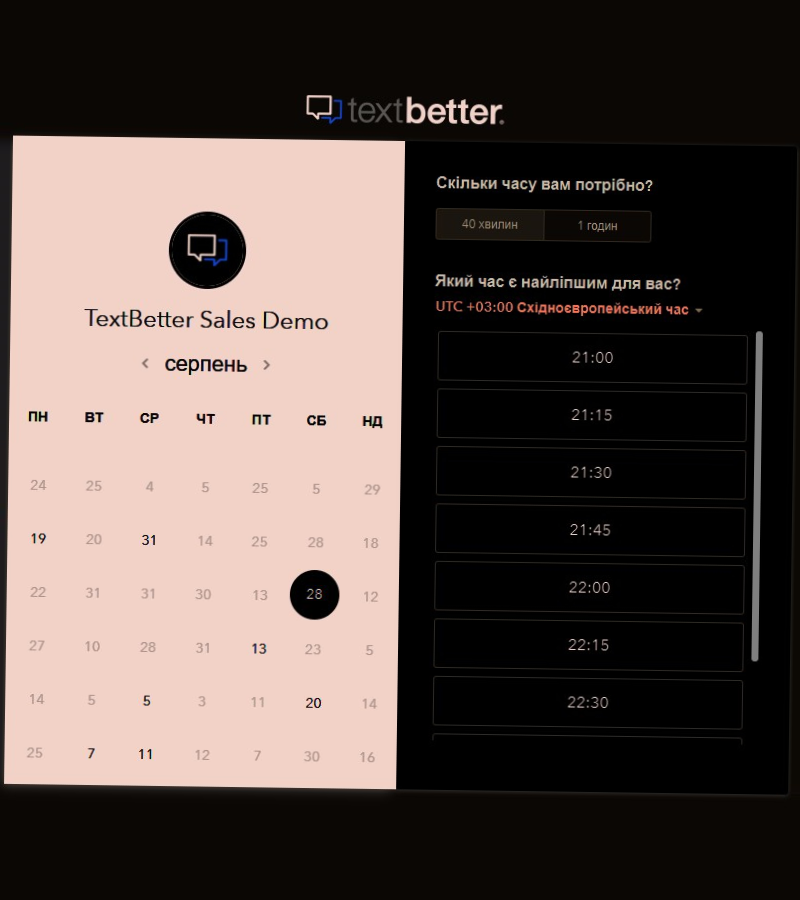 textbetter.
TextBetter Sales Demo
серпень
ПН ВТ СР ЧТ ПТ СБ НД
24 25 4 5 25 5 29
19 20 31 14 25 28 18
22 31 31 30 13 28 12
27 10 28 31 13 23 5
14 5 5 3 11 20 14
25 7 11 12 7 30 16
Скільки часу вам потрібно?
40 хвилин 1 годин
Який час є найліпшим для вас?
UTC +03:00 Східноєвропейський час
21:00
21:15
21:30
21:45
22:00
22:15
22:30